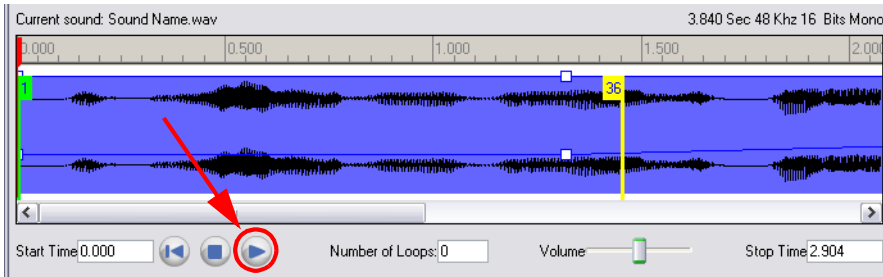 Current sound: Sound Name.wav 3.840 Sec 48 Khz 16 Bits Mono
0.000 0.500 1.000 1.500 2.000
1 36
Start Time 0.000 Number of Loops: 0 Volume Stop Time 2.904